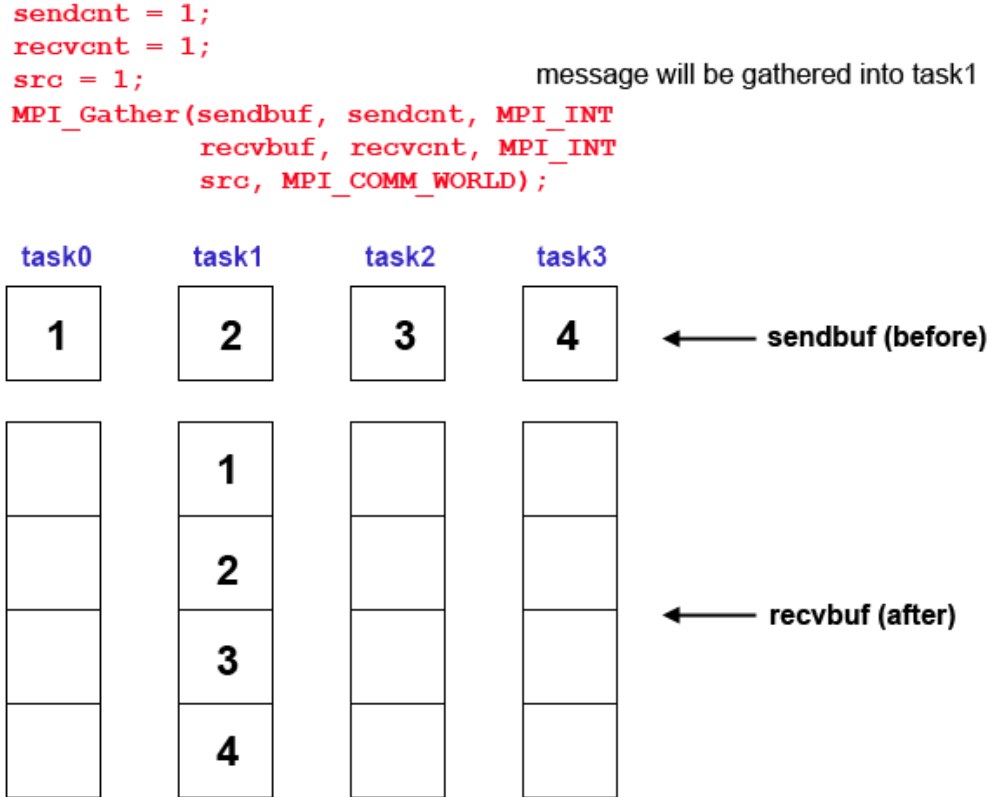 sendcnt = 1;
recvcnt = 1;
src = 1;
message will be gathered into task1
MPI_Gather(sendbuf, sendcnt, MPI_INT
recvbuf, recvcnt, MPI_INT
src, MPI_COMM_WORLD);
task0 task1 task2 task3
1 2 3 4 sendbuf (before)
1
2
recvbuf (after)
3
4